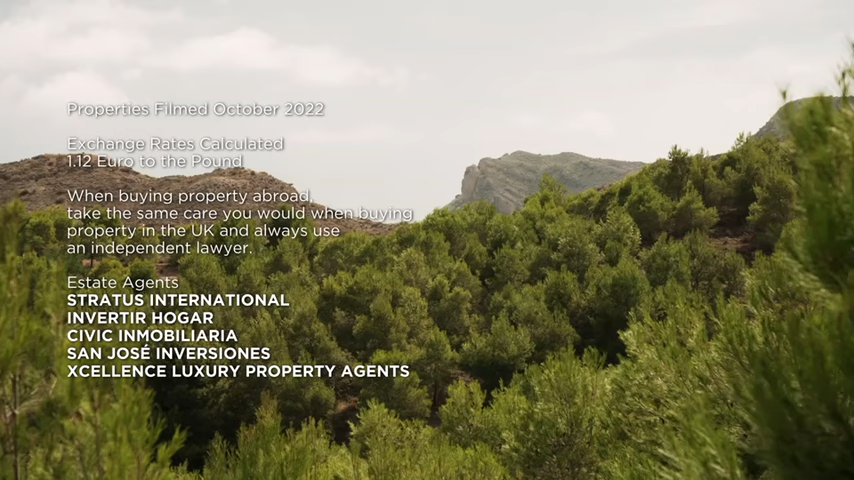 Properties Filmed October 2022
Exchange Rates Calculated
1.12 Euro to the Pound
When buying property abroad,
take the same care you would when buying
property in the UK and always use
an independent lawyer.
Estate Agents
STRATUS INTERNATIONAL
INVERTIR HOGAR
CIVIC INMOBILIARIA
SAN JOSÉ INVERSIONES
XCELLENCE LUXURY PROPERTY AGENTS